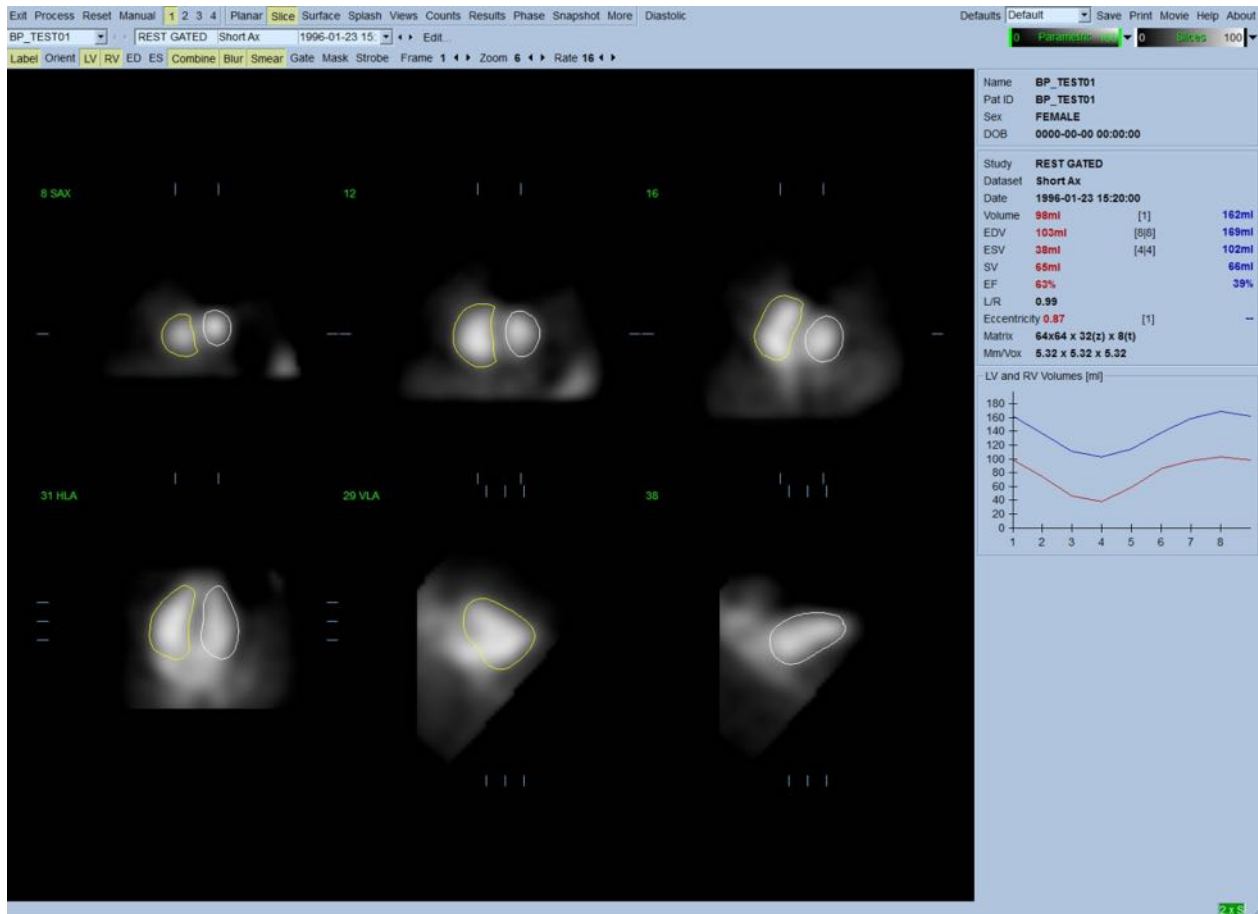 Exit Process Reset Manual 1 2 3 4 Planar Slice Surface Splash Views Counts Results Phase Snapshot More Diastolic Defaults Default Save Print Movie Help About
BP_TEST01 REST GATED Short Ax 1996-01-23 15: Edit... 0 Parametric 100 0 Slices 100
Label Orient LV RV ED ES Combine Blur Smear Gate Mask Strobe Frame 1 Zoom 6 Rate 16
Name BP_TEST01
Pat ID BP_TEST01
Sex FEMALE
DOB 0000-00-00 00:00:00
Study REST GATED
Dataset Short Ax
Date 1996-01-23 15:20:00
Volume 98ml [1] 162ml
EDV 103ml [8|8] 169ml
ESV 38ml [4|4] 102ml
SV 65ml 66ml
EF 63% 39%
L/R 0.99
Eccentricity 0.87 [1] --
Matrix 64x64 x 32(z) x 8(t)
Mm/Vox 5.32 x 5.32 x 5.32
LV and RV Volumes [ml]
180
160
140
120
100
80
60
40
20
0
1 2 3 4 5 6 7 8
8 SAX 12 16
31 HLA 29 VLA 38
2 x S